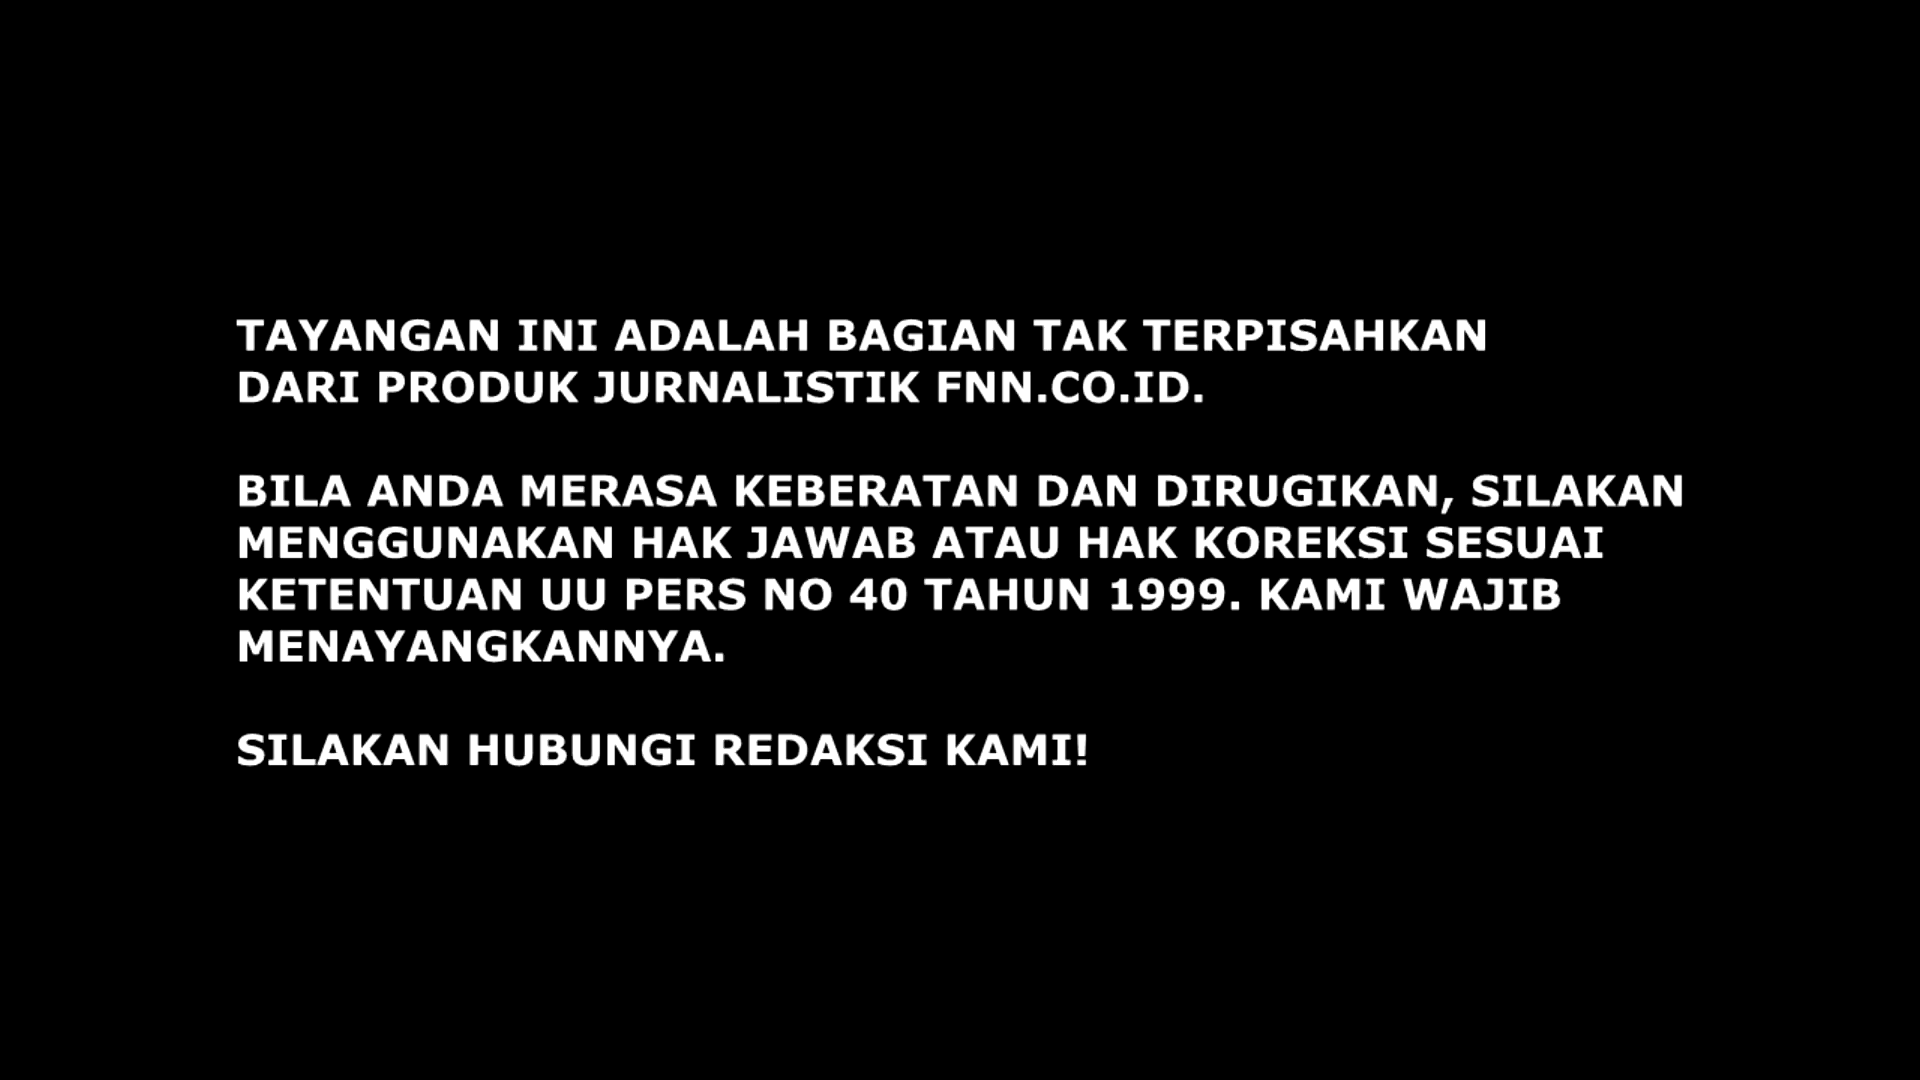 TAYANGAN INI ADALAH BAGIAN TAK TERPISAHKAN
DARI PRODUK JURNALISTIK FNN.CO.ID.
BILA ANDA MERASA KEBERATAN DAN DIRUGIKAN, SILAKAN
MENGGUNAKAN HAK JAWAB ATAU HAK KOREKSI SESUAI
KETENTUAN UU PERS NO 40 TAHUN 1999. KAMI WAJIB
MENAYANGKANNYA.
SILAKAN HUBUNGI REDAKSI KAMI!